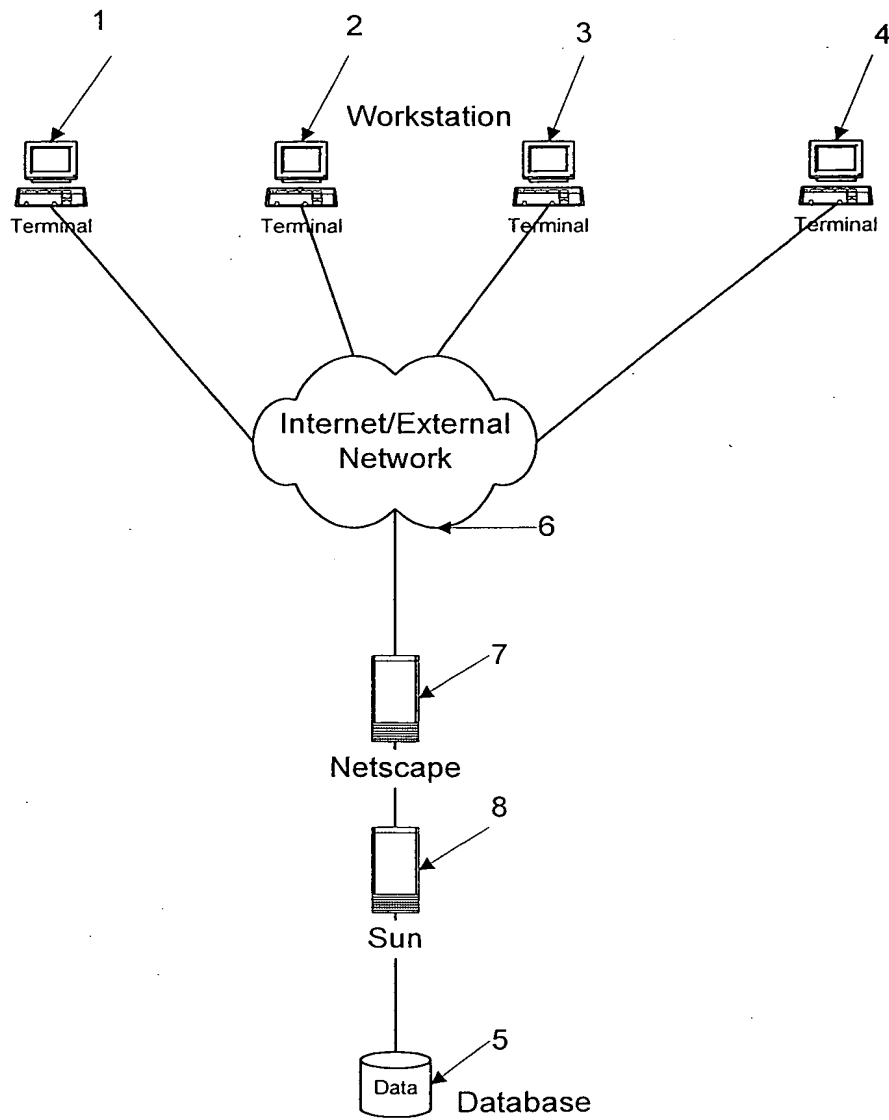 1 2 3 4
Workstation
Terminal Terminal Terminal Terminal
Internet/External
Network
6
7
Netscape
8
Sun
5
Data
Database